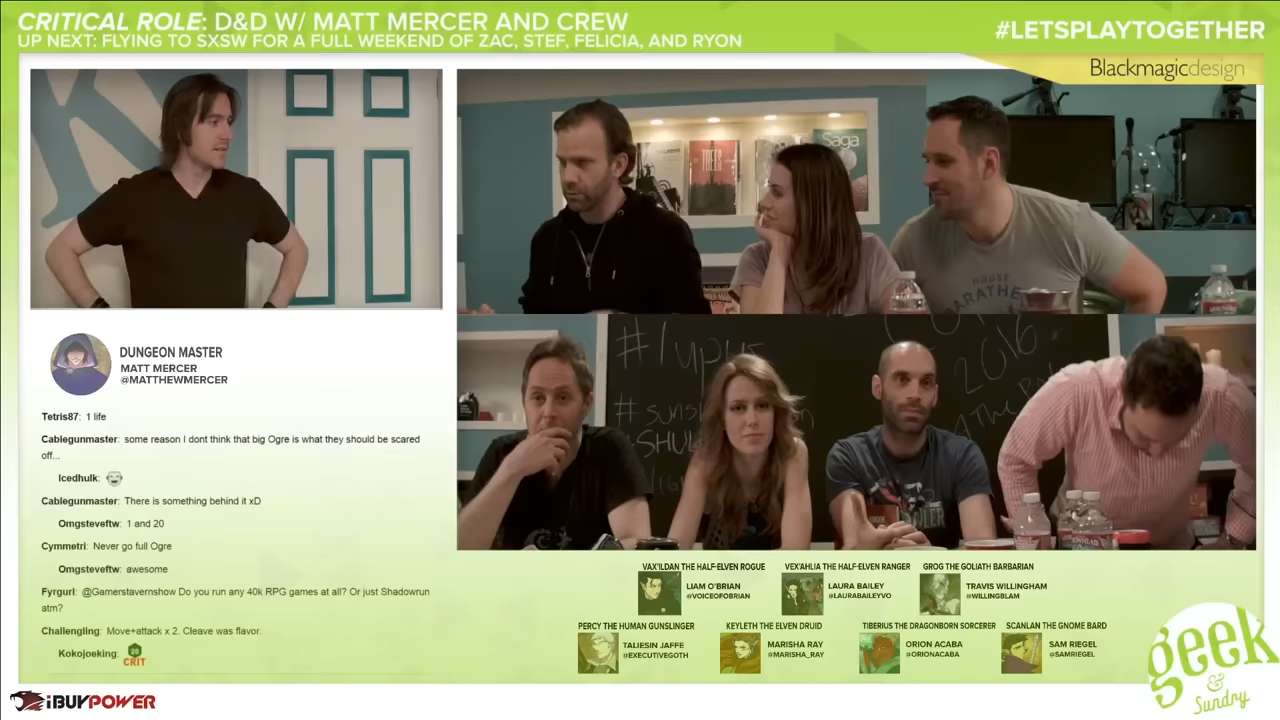 CRITICAL ROLE: D&D W/ MATT MERCER AND CREW
UP NEXT: FLYING TO SXSW FOR A FULL WEEKEND OF ZAC, STEF, FELICIA, AND RYON
#LETSPLAYTOGETHER
Blackmagicdesign
TREES
Saga
HOUSE
#lupus
2016
DUNGEON MASTER
MATT MERCER
@MATTHEWMERCER
Tetris87: 1 life
Cablegunmaster: some reason I dont think that big Ogre is what they should be scared
off...
Icedhulk:
Cablegunmaster: There is something behind it xD
Omgsteveftw: 1 and 20
Cymmetri: Never go full Ogre
Omgsteveftw: awesome
Fyrgurl: @Gamerstavernshow Do you run any 40k RPG games at all? Or just Shadowrun
atm?
Challengling: Move+attack x 2. Cleave was flavor.
Kokojoeking: 20 CRIT
VAX'ILDAN THE HALF-ELVEN ROGUE
LIAM O'BRIAN
@VOICEOFOBRIAN
VEX'AHLIA THE HALF-ELVEN RANGER
LAURA BAILEY
@LAURABAILEYVO
GROG THE GOLIATH BARBARIAN
TRAVIS WILLINGHAM
@WILLINGBLAM
PERCY THE HUMAN GUNSLINGER
TALIESIN JAFFE
@EXECUTIVEGOTH
KEYLETH THE ELVEN DRUID
MARISHA RAY
@MARISHA_RAY
TIBERIUS THE DRAGONBORN SORCERER
ORION ACABA
@ORIONACABA
SCANLAN THE GNOME BARD
SAM RIEGEL
@SAMRIEGEL
geek
&
Sundry
iBUYPOWER